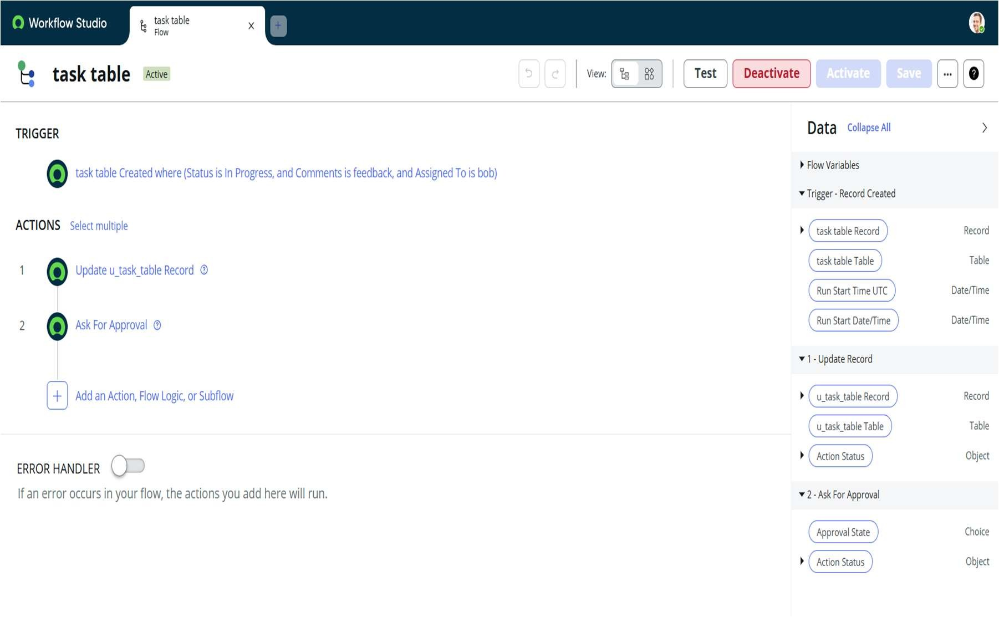 Workflow Studio
task table
Flow
X
+
task table
Active
View:
Test
Deactivate
Activate
Save
...
?
TRIGGER
task table Created where (Status is In Progress, and Comments is feedback, and Assigned To is bob)
ACTIONS Select multiple
1 Update u_task_table Record ?
2 Ask For Approval ?
+ Add an Action, Flow Logic, or Subflow
ERROR HANDLER
If an error occurs in your flow, the actions you add here will run.
Data Collapse All
Flow Variables
Trigger - Record Created
task table Record Record
task table Table Table
Run Start Time UTC Date/Time
Run Start Date/Time Date/Time
1 - Update Record
u_task_table Record Record
u_task_table Table Table
Action Status Object
2 - Ask For Approval
Approval State Choice
Action Status Object